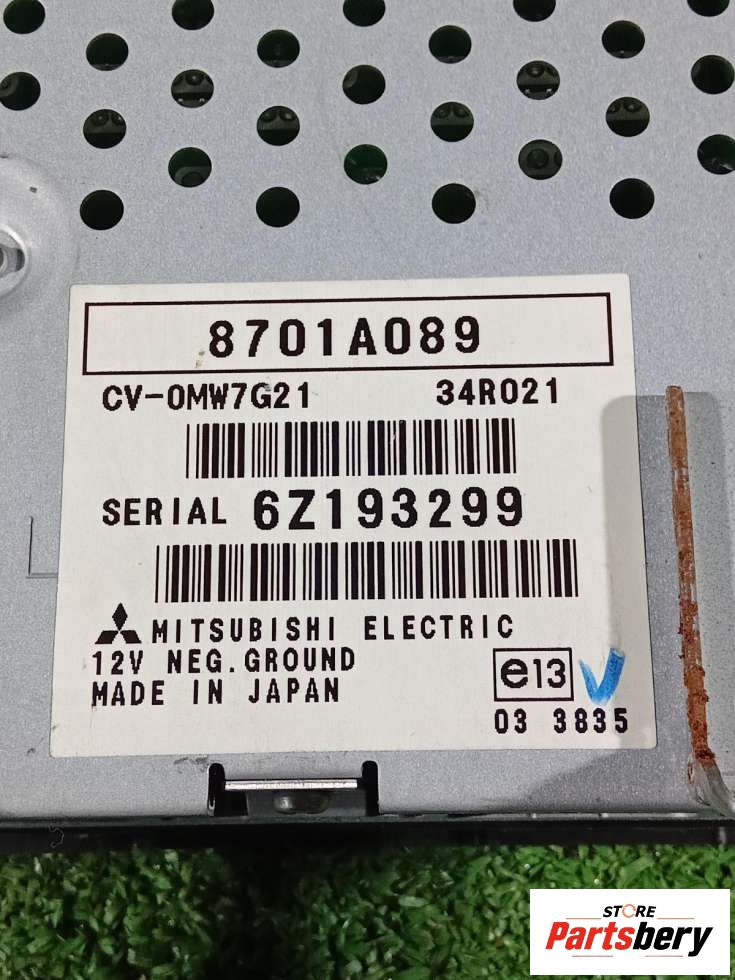 8701A089
CV-0MW7G21 34R021
SERIAL 6Z193299
MITSUBISHI ELECTRIC
12V NEG.GROUND
MADE IN JAPAN
e13
03 3835
STORE
Partsbery